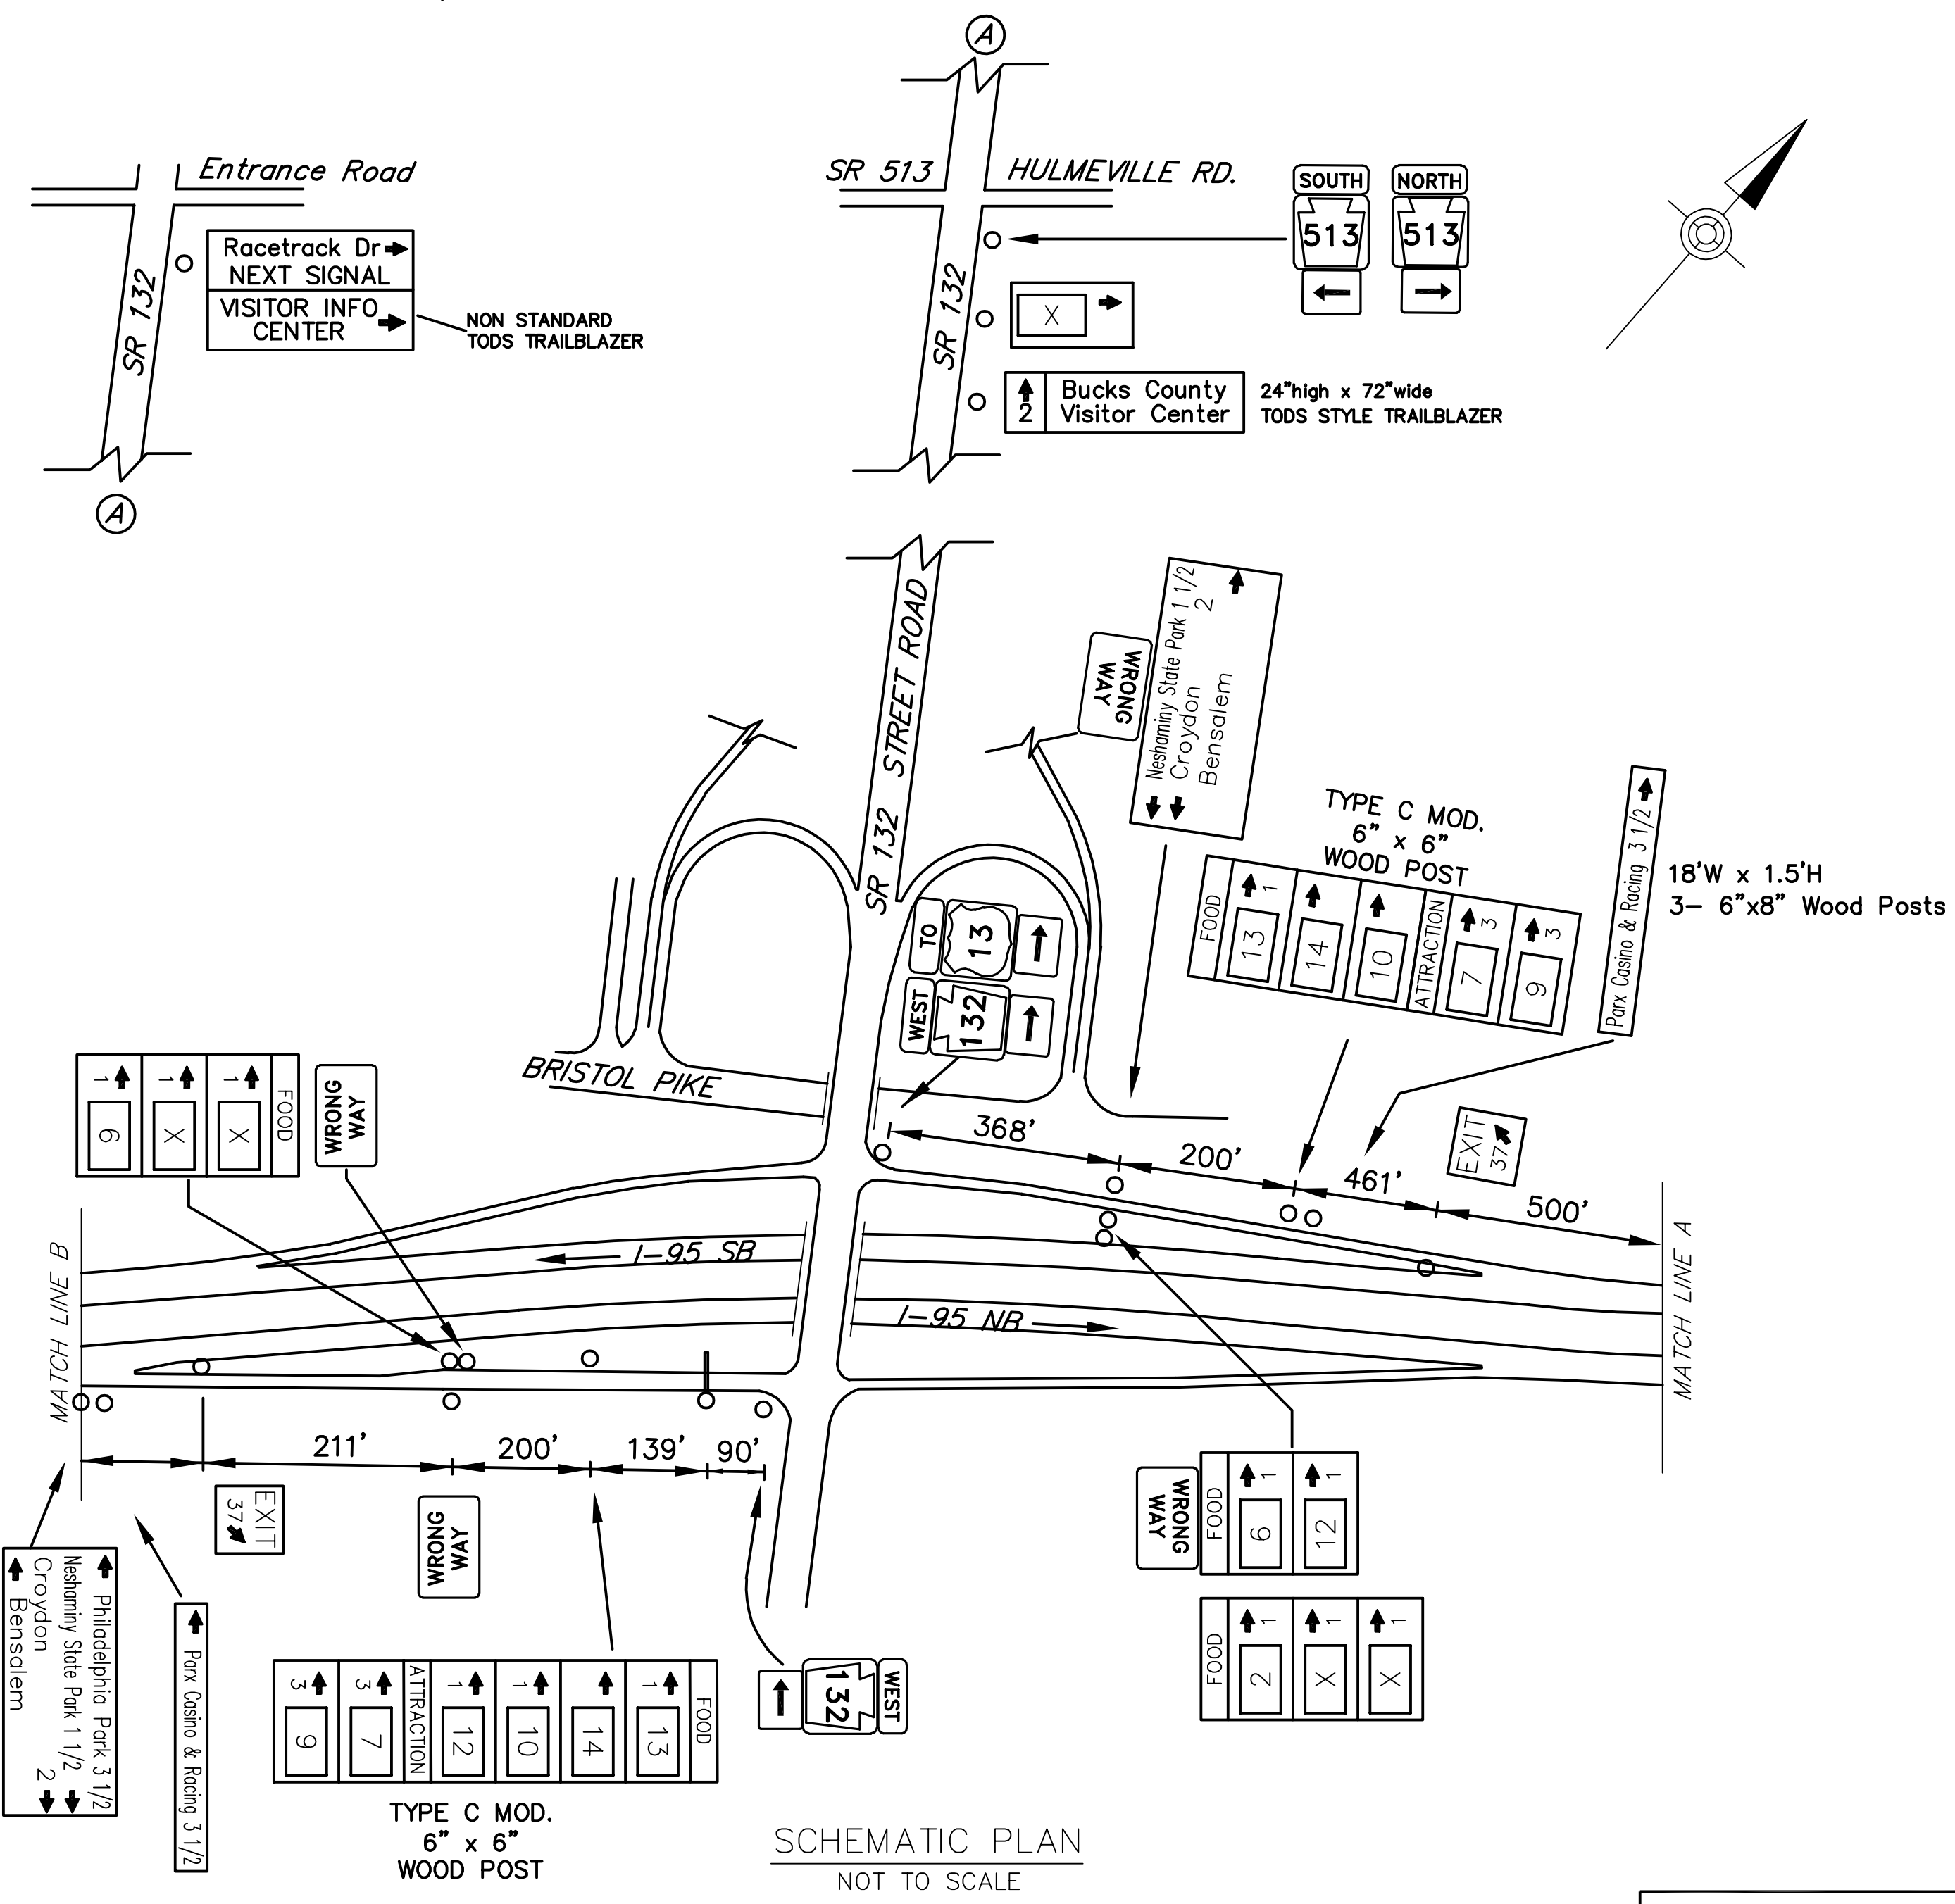 A
Entrance Road
SR 513
HULMEVILLE RD.
SOUTH
NORTH
513
513
Racetrack Dr
NEXT SIGNAL
VISITOR INFO
CENTER
NON STANDARD
TODS TRAILBLAZER
SR 132
SR 132
X
2
Bucks County
Visitor Center
24"high x 72"wide
TODS STYLE TRAILBLAZER
A
SR 132 STREET ROAD
WRONG
WAY
Neshaminy State Park 1 1/2
Croydon 2
Bensalem
TYPE C MOD.
6" x 6"
WOOD POST
FOOD
13 1
14
10
ATTRACTION
7 3
9 3
Parx Casino & Racing 3 1/2
18'W x 1.5'H
3- 6"x8" Wood Posts
TO
13
WEST
132
BRISTOL PIKE
FOOD
1 X
1 X
1 6
WRONG
WAY
368'
200'
461'
500'
EXIT
37
MATCH LINE B
I-95 SB
I-95 NB
MATCH LINE A
211'
200'
139'
90'
EXIT
37
WRONG
WAY
Philadelphia Park 3 1/2
Neshaminy State Park 1 1/2
Croydon 2
Bensalem
Parx Casino & Racing 3 1/2
FOOD
1 13
14
1 10
1 12
ATTRACTION
3 7
3 9
TYPE C MOD.
6" x 6"
WOOD POST
WEST
132
WRONG
WAY
FOOD
6 1
12 1
FOOD
2 1
X 1
X 1
SCHEMATIC PLAN
NOT TO SCALE